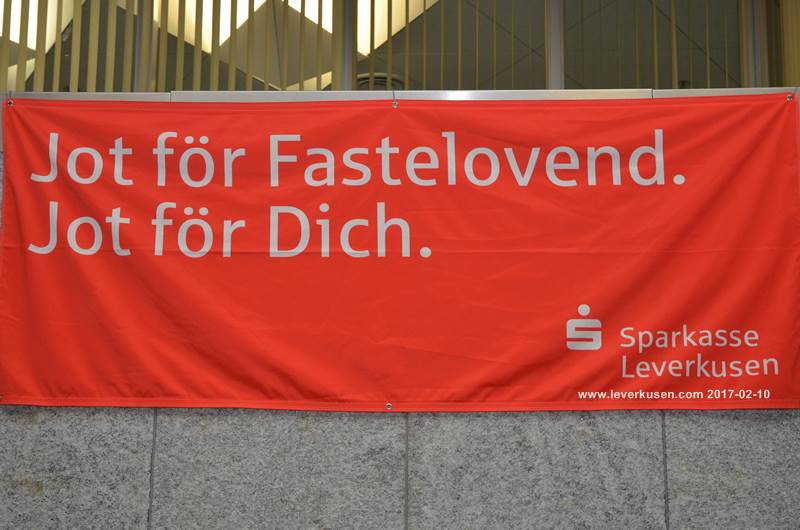 Jot för Fastelovend.
Jot för Dich.
Sparkasse
Leverkusen
www.leverkusen.com 2017-02-10